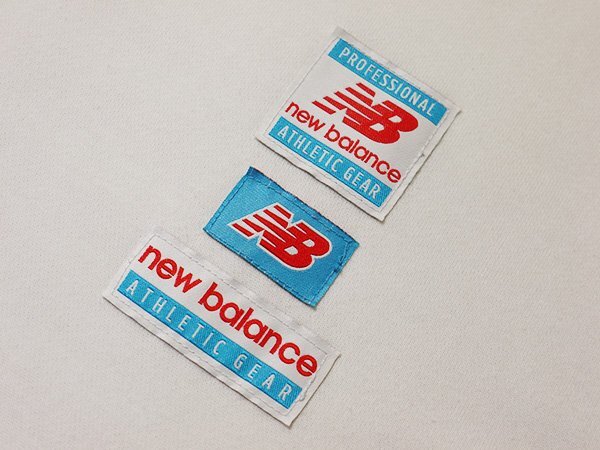 PROFESSIONAL
NB
new balance
ATHLETIC GEAR
NB
new balance
ATHLETIC GEAR